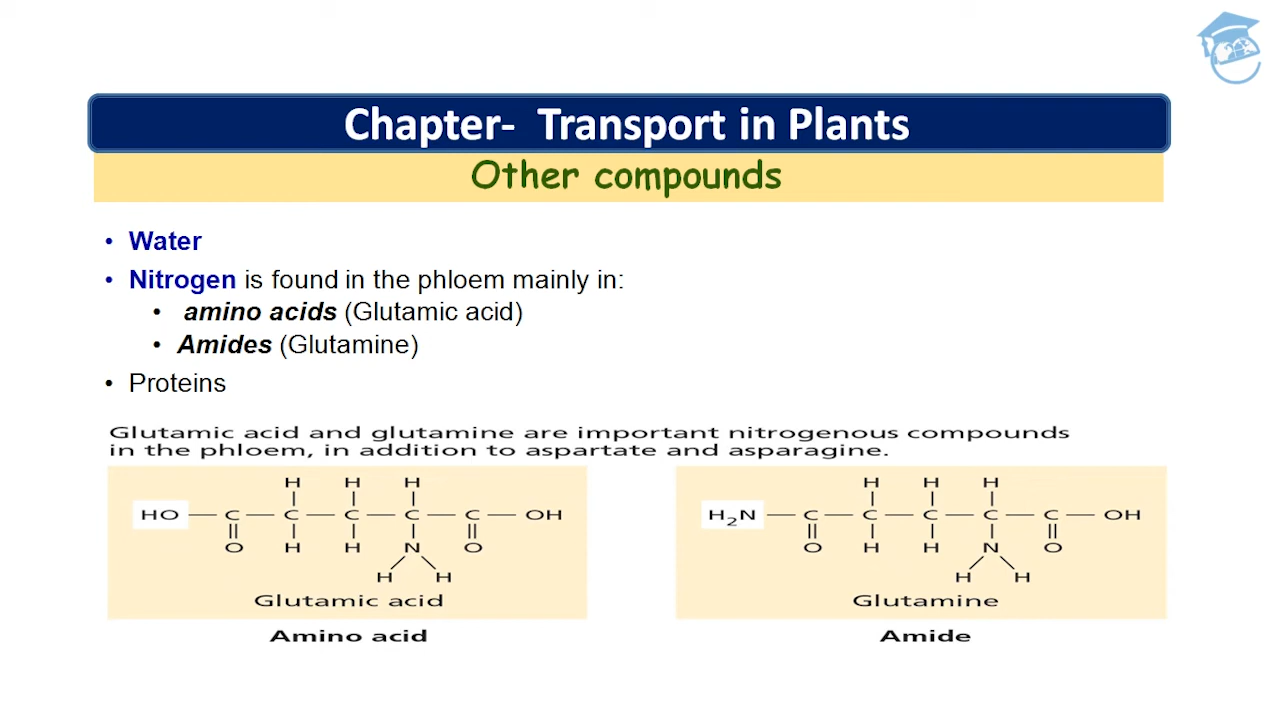 Chapter- Transport in Plants
Other compounds
• Water
• Nitrogen is found in the phloem mainly in:
• amino acids (Glutamic acid)
• Amides (Glutamine)
• Proteins
Glutamic acid and glutamine are important nitrogenous compounds
in the phloem, in addition to aspartate and asparagine.
H H H
HO — C — C — C — C — C — OH
O H H N O
H H
Glutamic acid
Amino acid
H H H
H₂N — C — C — C — C — C — OH
O H H N O
H H
Glutamine
Amide